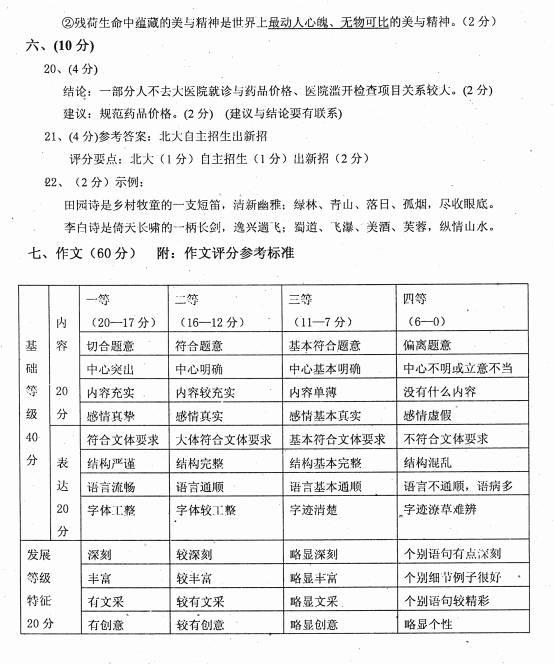 ②残荷生命中蕴藏的美与精神是世界上最动人心魄、无物可比的美与精神。(2 分)
六、(10 分)
20、(4 分)
结论：一部分人不去大医院就诊与药品价格、医院滥开检查项目关系较大。(2 分)
建议：规范药品价格。(2 分) (建议与结论要有联系)
21、(4 分)参考答案：北大自主招生出新招
评分要点：北大（1 分）自主招生（1 分）出新招（2 分）
22、（2 分）示例：
田园诗是乡村牧童的一支短笛，清新幽雅；绿林、青山、落日、孤烟，尽收眼底。
李白诗是倚天长啸的一柄长剑，逸兴遄飞；蜀道、飞瀑、美酒、芙蓉，纵情山水。
七、作文（60 分） 附：作文评分参考标准
一等 二等 三等 四等
（20—17 分） （16—12 分） （11—7 分） （6—0）
基础等级 40 分
内容 20 分
切合题意 符合题意 基本符合题意 偏离题意
中心突出 中心明确 中心基本明确 中心不明或立意不当
内容充实 内容较充实 内容单薄 没有什么内容
感情真挚 感情真实 感情基本真实 感情虚假
表达 20 分
符合文体要求 大体符合文体要求 基本符合文体要求 不符合文体要求
结构严谨 结构完整 结构基本完整 结构混乱
语言流畅 语言通顺 语言基本通顺 语言不通顺，语病多
字体工整 字体较工整 字迹清楚 字迹潦草难辨
发展 深刻 较深刻 略显深刻 个别语句有点深刻
等级 丰富 较丰富 略显丰富 个别细节例子很好
特征 有文采 较有文采 略显文采 个别语句较精彩
20 分 有创意 较有创意 略显创意 略显个性